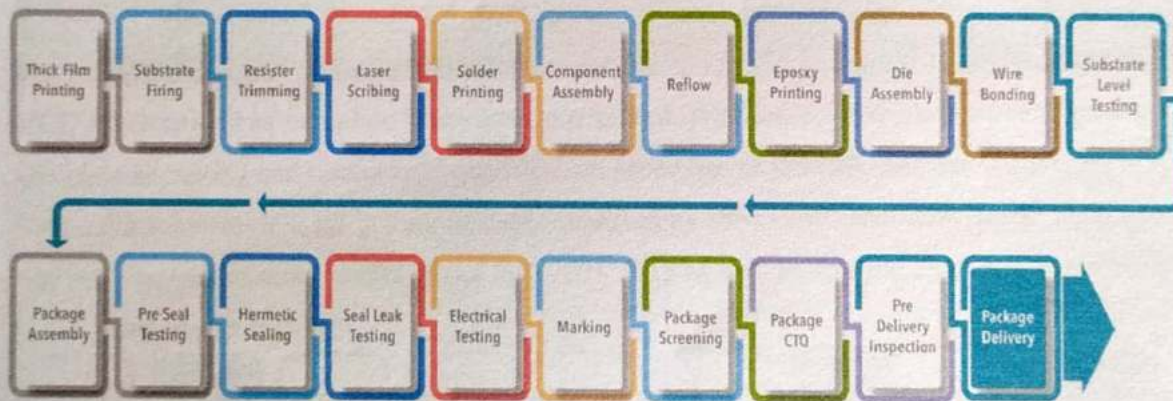 Thick Film
Printing
Substrate
Firing
Resister
Trimming
Laser
Scribing
Solder
Printing
Component
Assembly
Reflow
Eposxy
Printing
Die
Assembly
Wire
Bonding
Substrate
Level
Testing
Package
Assembly
Pre Seal
Testing
Hermetic
Sealing
Seal Leak
Testing
Electrical
Testing
Marking
Package
Screening
Package
CTQ
Pre
Delivery
Inspection
Package
Delivery